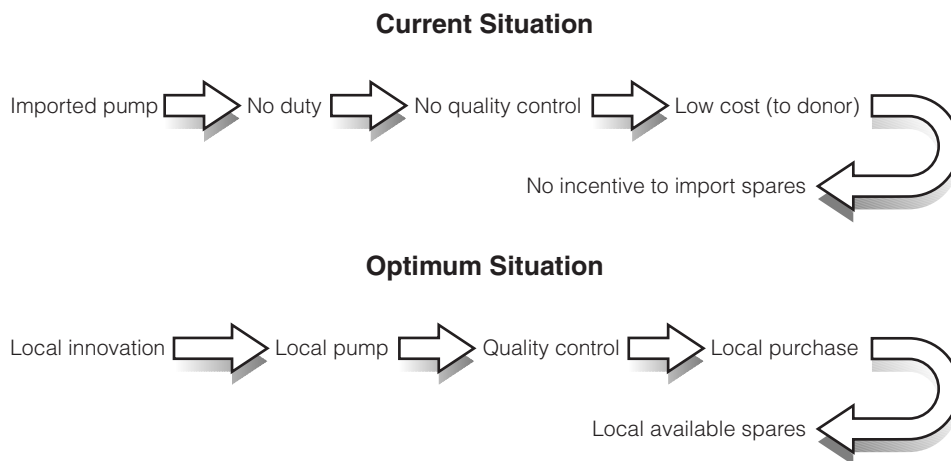 Current Situation
Imported pump No duty No quality control Low cost (to donor)
No incentive to import spares
Optimum Situation
Local innovation Local pump Quality control Local purchase
Local available spares